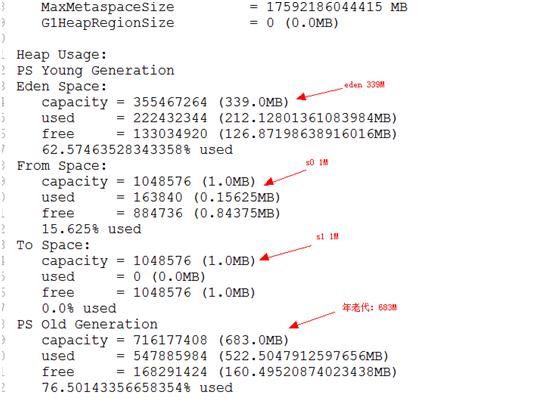 MaxMetaspaceSize = 17592186044415 MB
G1HeapRegionSize = 0 (0.0MB)
Heap Usage:
PS Young Generation
Eden Space:
eden 339M
capacity = 355467264 (339.0MB)
used = 222432344 (212.12801361083984MB)
free = 133034920 (126.87198638916016MB)
62.57463528343358% used
From Space:
s0 1M
capacity = 1048576 (1.0MB)
used = 163840 (0.15625MB)
free = 884736 (0.84375MB)
15.625% used
To Space:
s1 1M
capacity = 1048576 (1.0MB)
used = 0 (0.0MB)
free = 1048576 (1.0MB)
0.0% used
年老代：683M
PS Old Generation
capacity = 716177408 (683.0MB)
used = 547885984 (522.5047912597656MB)
free = 168291424 (160.49520874023438MB)
76.50143356658354% used